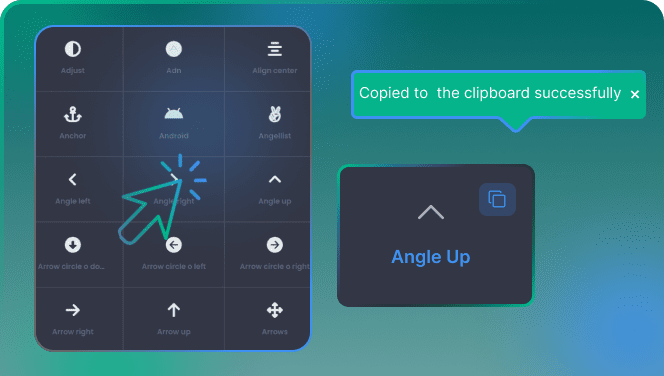 Adjust
Adn
Align center
Anchor
Android
Angellist
Angle left
Angle right
Angle up
Arrow circle o do...
Arrow circle o left
Arrow circle o right
Arrow right
Arrow up
Arrows
Copied to the clipboard successfully ×
Angle Up